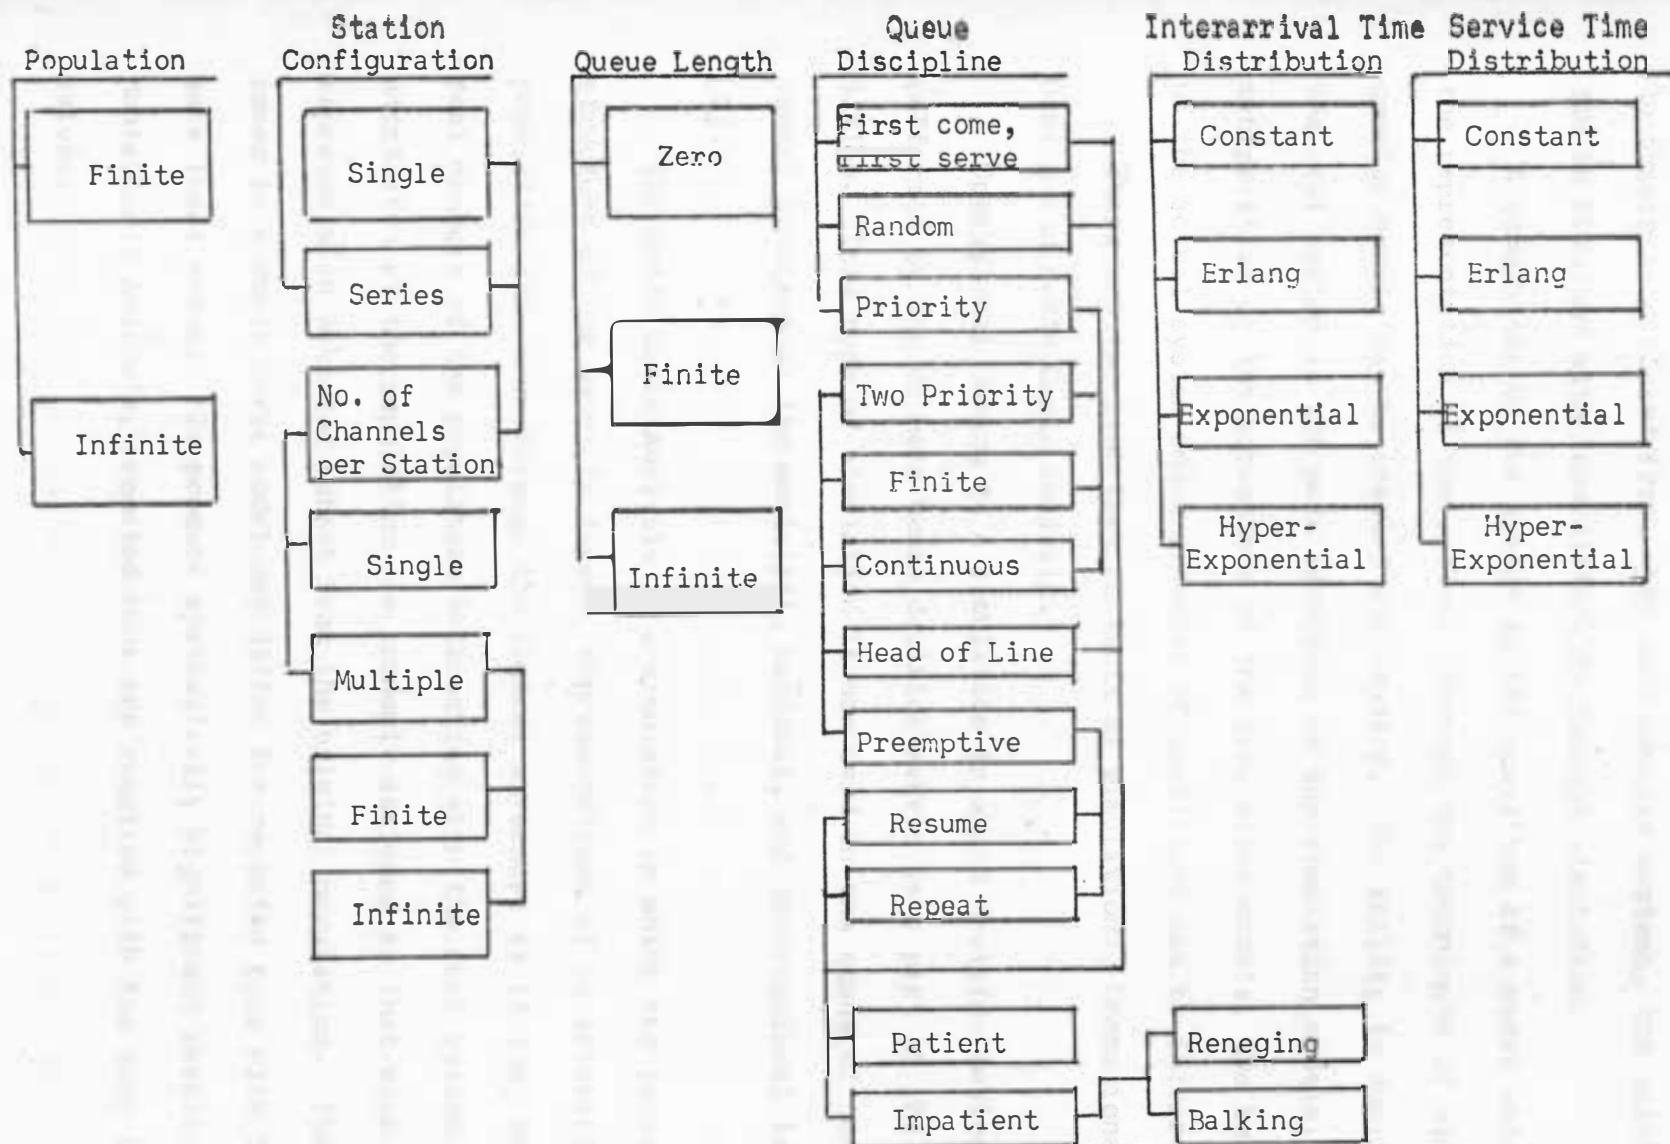 Population
Finite
Infinite
Station
Configuration
Single
Series
No. of
Channels
per Station
Single
Multiple
Finite
Infinite
Queue Length
Zero
Finite
Infinite
Queue
Discipline
First come,
first serve
Random
Priority
Two Priority
Finite
Continuous
Head of Line
Preemptive
Resume
Repeat
Patient
Impatient
Reneging
Balking
Interarrival Time
Distribution
Constant
Erlang
Exponential
Hyper-
Exponential
Service Time
Distribution
Constant
Erlang
Exponential
Hyper-
Exponential